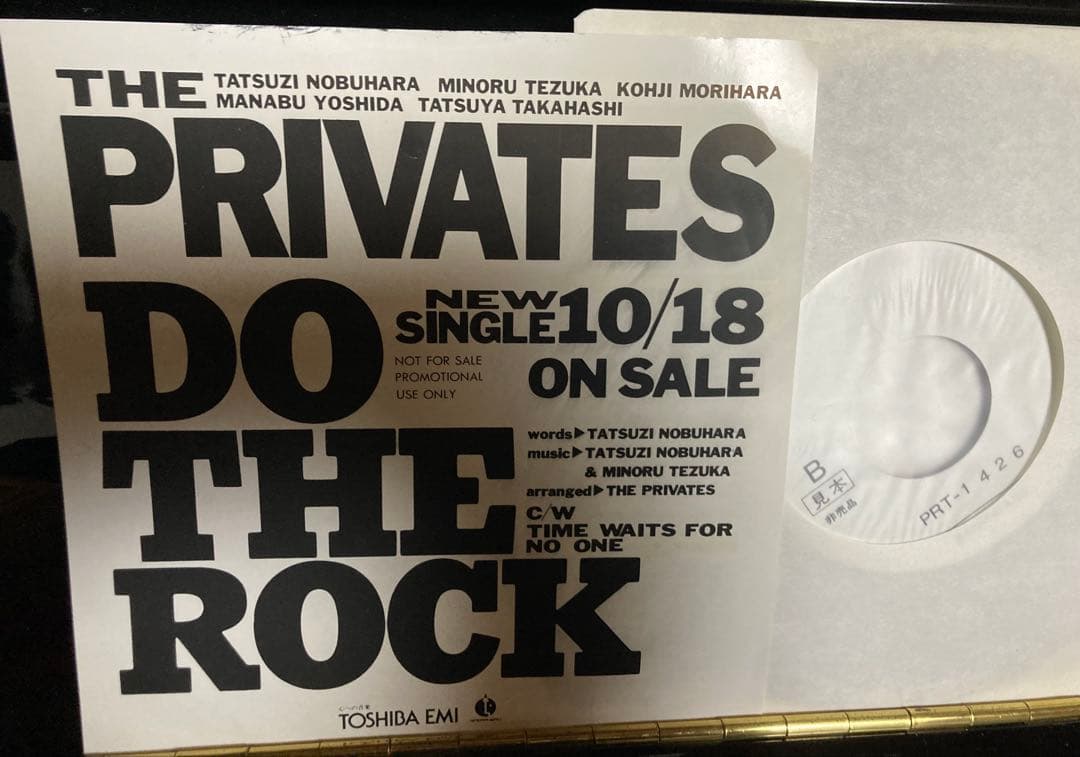 THE TATSUZI NOBUHARA MINORU TEZUKA KOHJI MORIHARA
MANABU YOSHIDA TATSUYA TAKAHASHI
PRIVATES
DO
NEW
SINGLE 10/18
ON SALE
NOT FOR SALE
PROMOTIONAL
USE ONLY
THE
words▶TATSUZI NOBUHARA
music▶TATSUZI NOBUHARA
& MINORU TEZUKA
arranged▶THE PRIVATES
C/W
TIME WAITS FOR
NO ONE
ROCK
TOSHIBA EMI
B
見本
非売品
PRT-1426